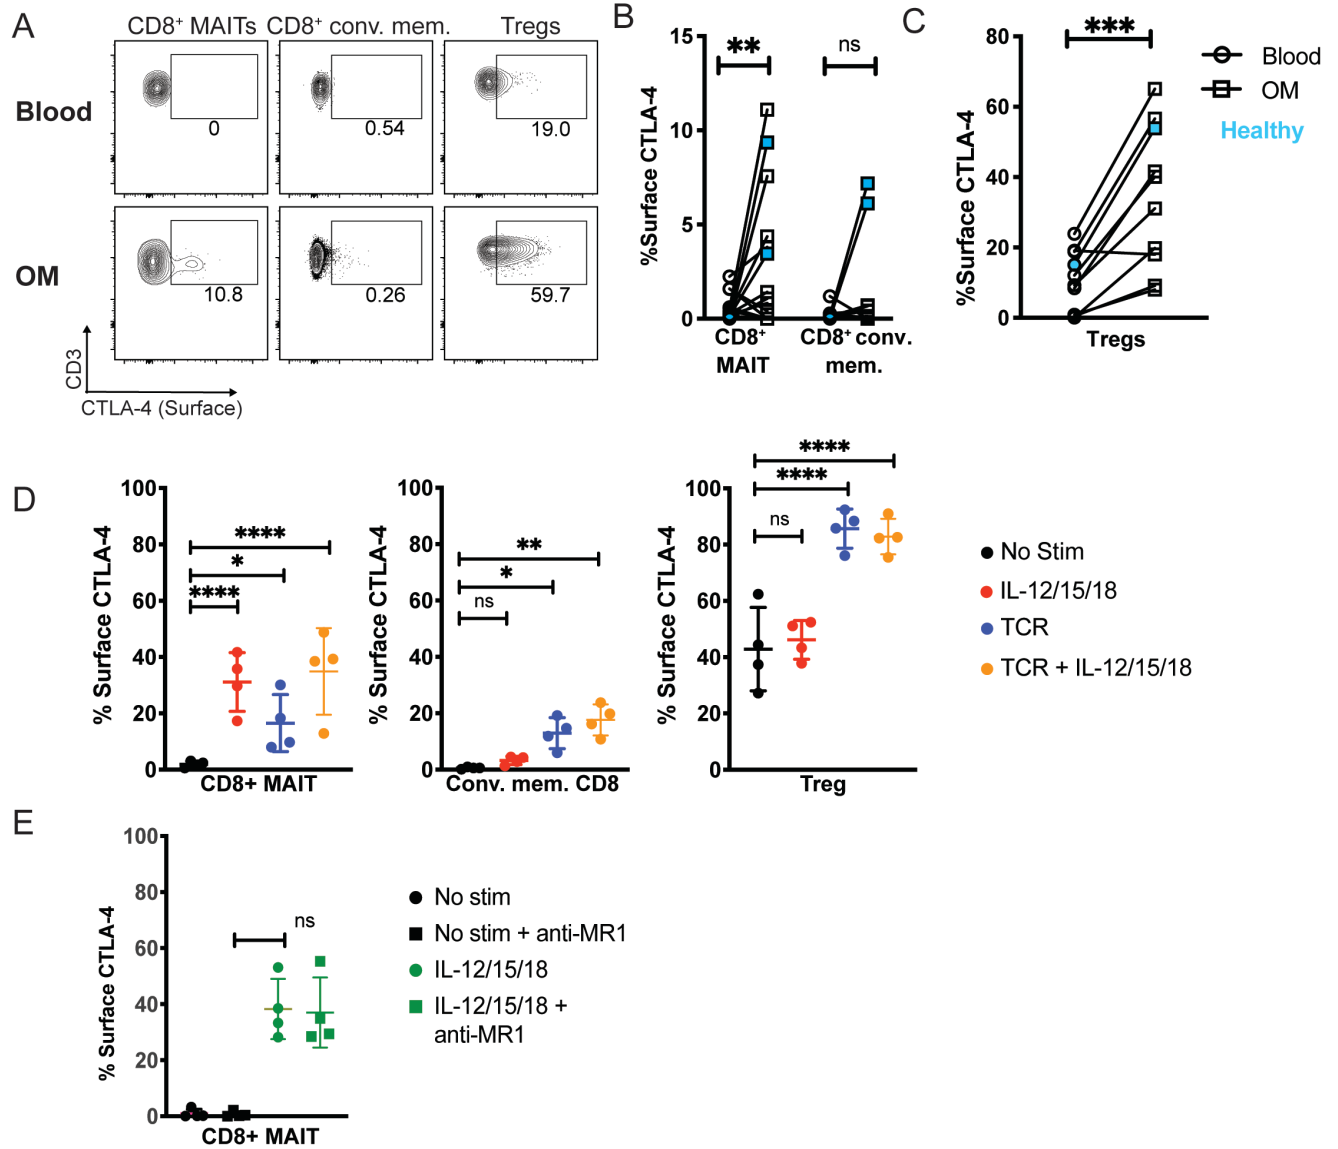 A
CD8⁺ MAITs CD8⁺ conv. mem. Tregs
Blood
0
0.54
19.0
OM
10.8
0.26
59.7
CD3
CTLA-4 (Surface)
B
%Surface CTLA-4
15
10
5
0
**
ns
CD8⁺
MAIT
CD8⁺ conv.
mem.
C
%Surface CTLA-4
80
60
40
20
0
***
Tregs
Blood
OM
Healthy
D
% Surface CTLA-4
100
80
60
40
20
0
****
*
****
CD8+ MAIT
% Surface CTLA-4
100
80
60
40
20
0
**
*
ns
Conv. mem. CD8
% Surface CTLA-4
100
80
60
40
20
0
****
****
ns
Treg
No Stim
IL-12/15/18
TCR
TCR + IL-12/15/18
E
% Surface CTLA-4
100
80
60
40
20
0
ns
CD8+ MAIT
No stim
No stim + anti-MR1
IL-12/15/18
IL-12/15/18 +
anti-MR1